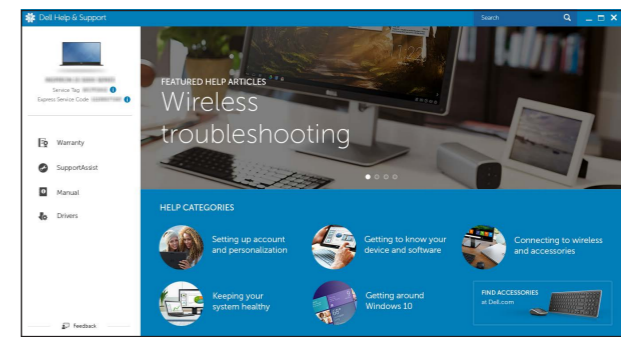 Dell Help & Support
Search
Service Tag:
Express Service Code:
Warranty
SupportAssist
Manual
Drivers
Feedback
FEATURED HELP ARTICLES
Wireless
troubleshooting
HELP CATEGORIES
Setting up account
and personalization
Getting to know your
device and software
Connecting to wireless
and accessories
Keeping your
system healthy
Getting around
Windows 10
FIND ACCESSORIES
at Dell.com